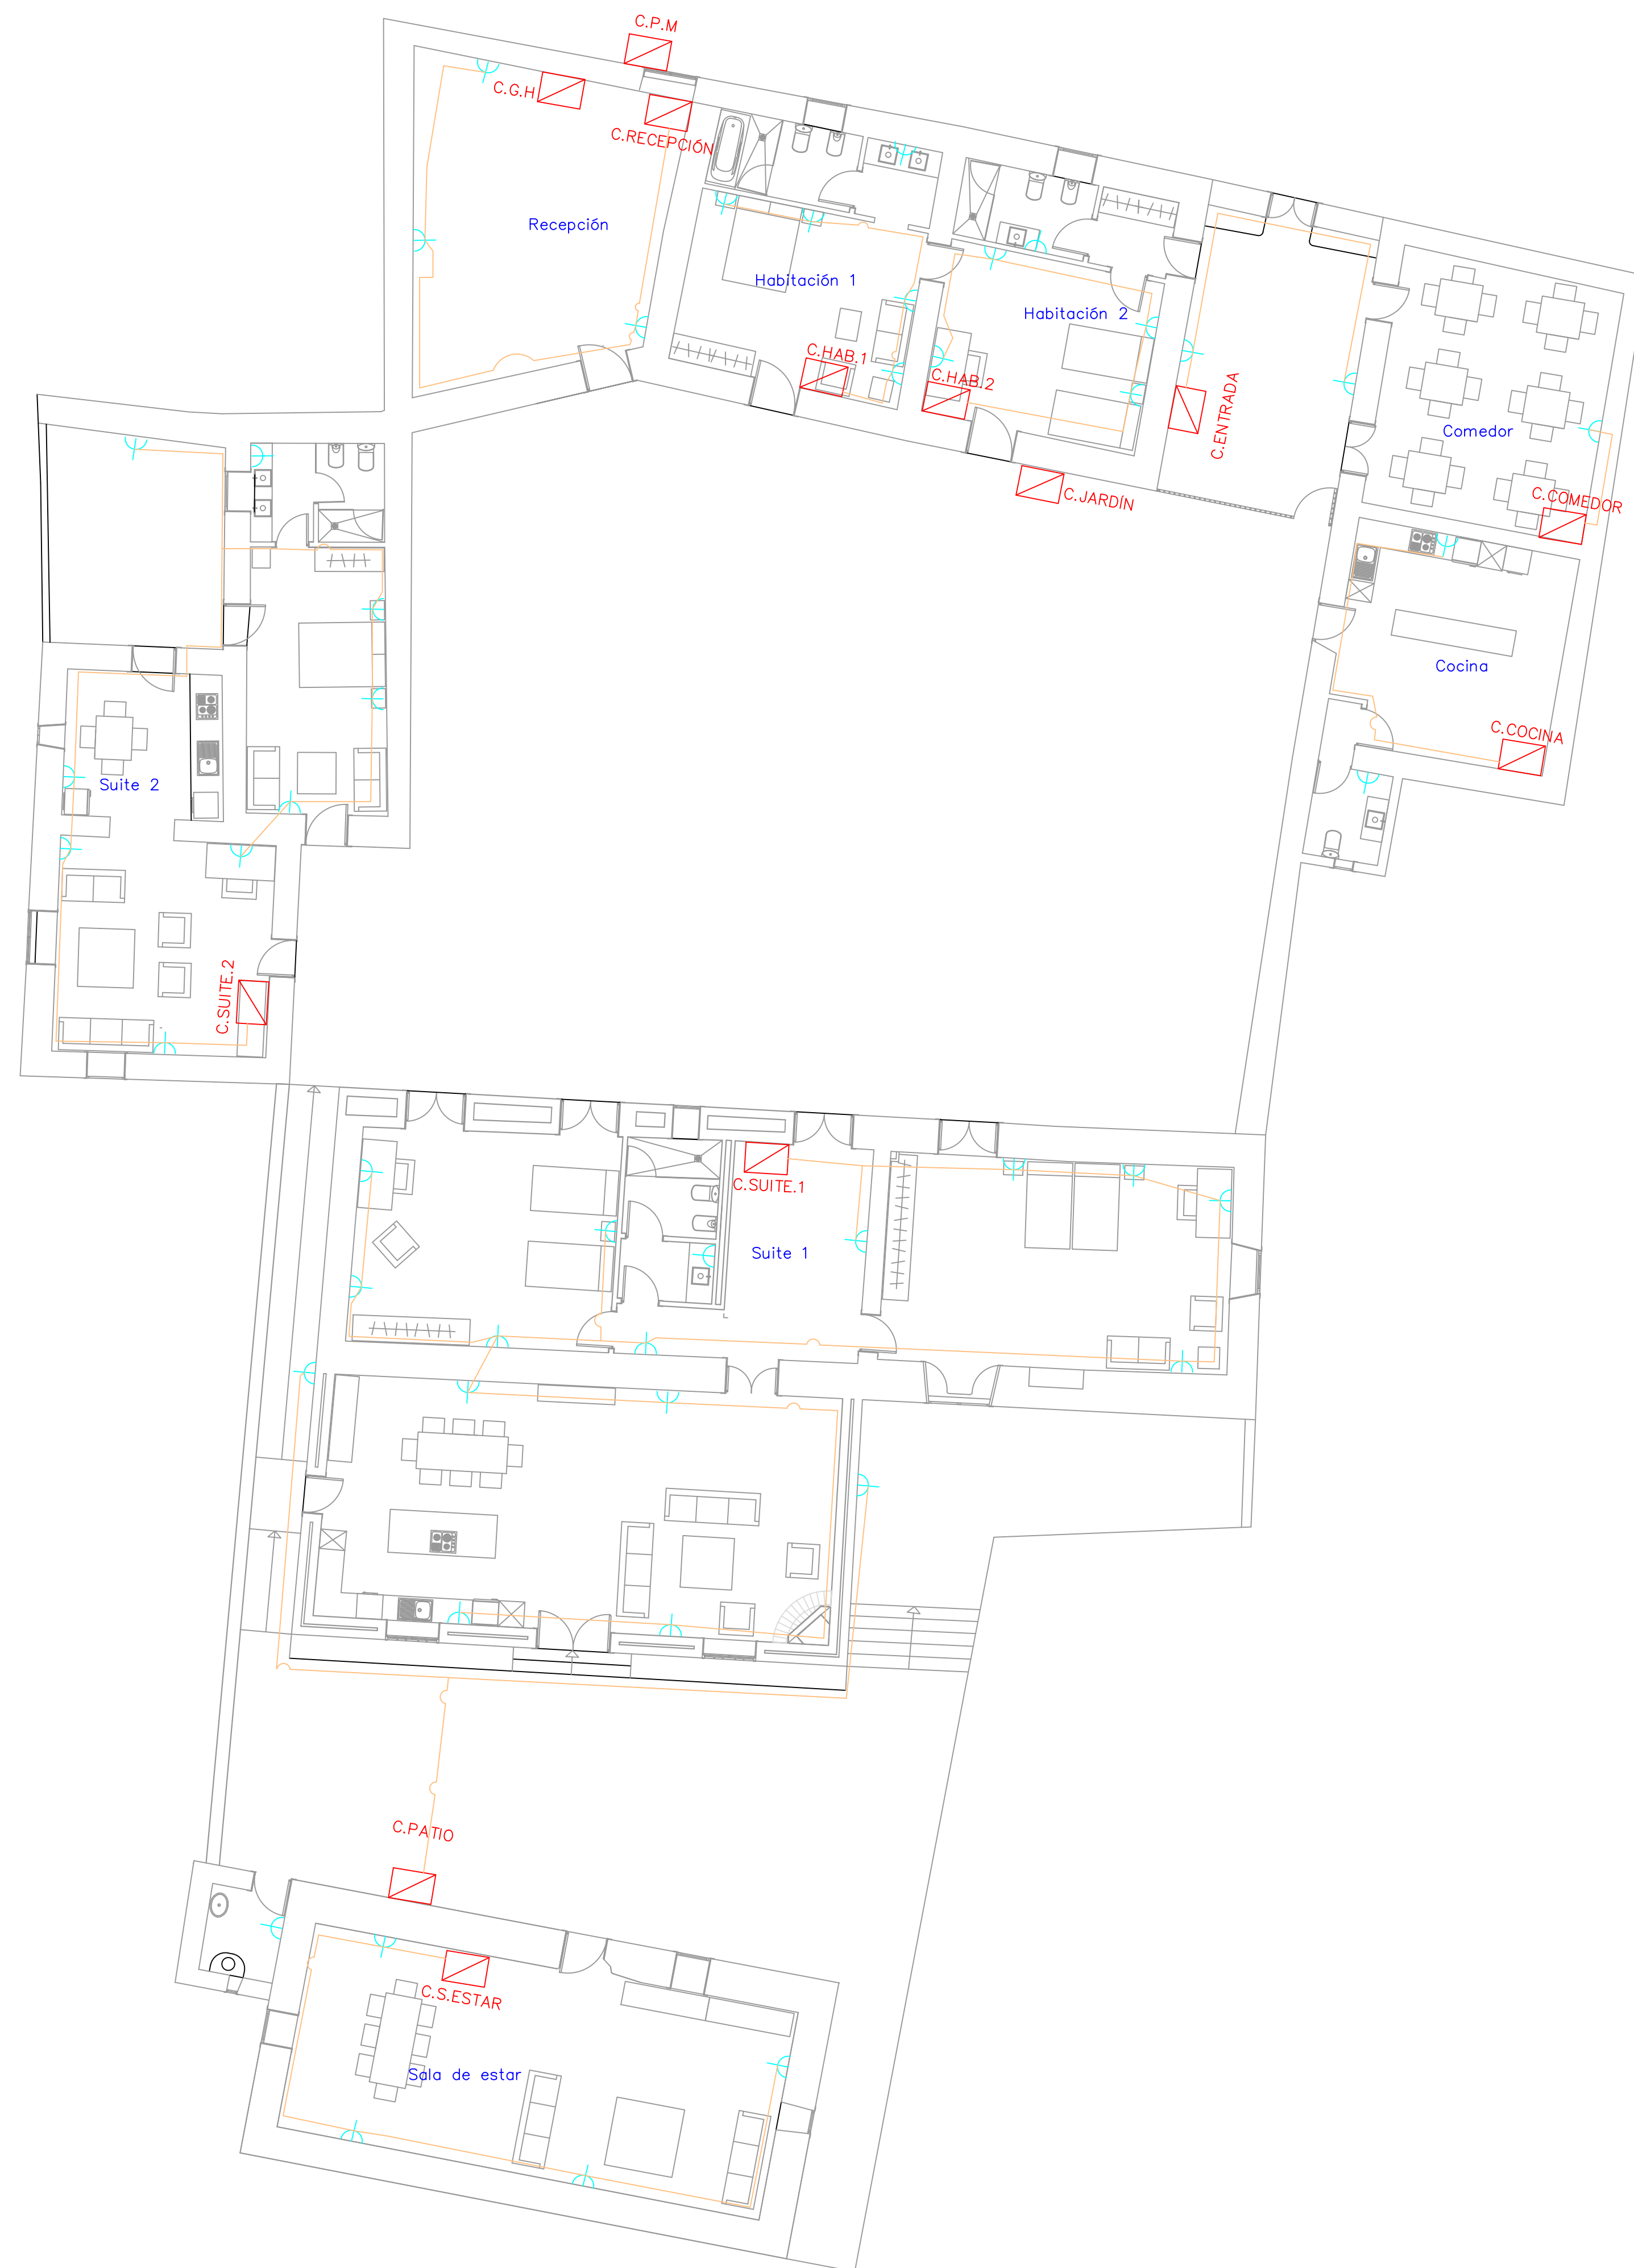 C.P.M
C.G.H
C.RECEPCIÓN
Recepción
Habitación 1
Habitación 2
C.HAB.1
C.HAB.2
C.ENTRADA
Comedor
C.JARDÍN
C.COMEDOR
Cocina
C.COCINA
Suite 2
C.SUITE.2
C.SUITE.1
Suite 1
C.PATIO
C.S.ESTAR
Sala de estar